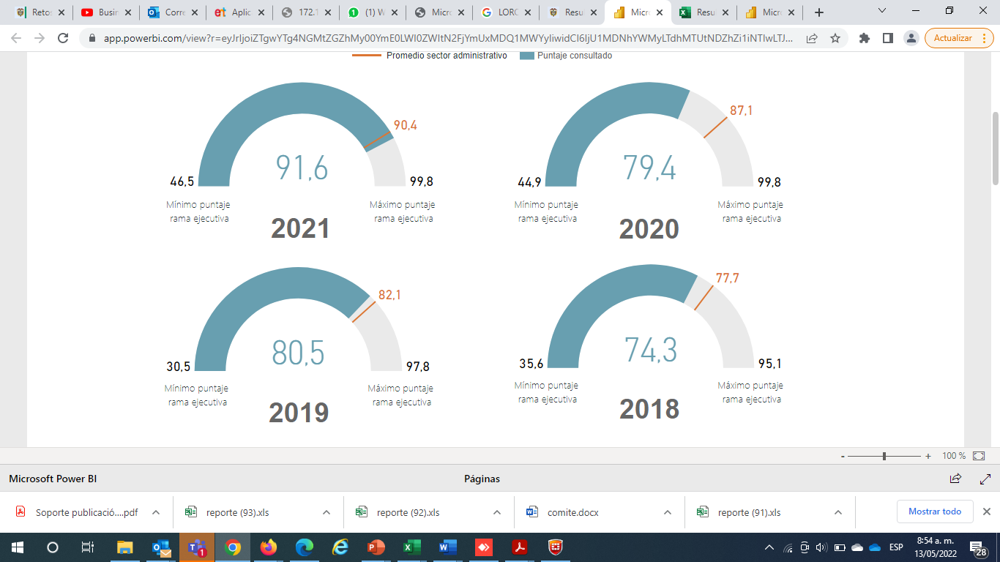 Retos
Busin
Corre
Aplic
172.1
(1) W
Micro
LORC
Resul
Micro
Resu
Micro
app.powerbi.com/view?r=
Actualizar
Promedio sector administrativo
Puntaje consultado
90,4
91,6
46,5
99,8
Mínimo puntaje
rama ejecutiva
Máximo puntaje
rama ejecutiva
2021
87,1
79,4
44,9
99,8
Mínimo puntaje
rama ejecutiva
Máximo puntaje
rama ejecutiva
2020
82,1
80,5
30,5
97,8
Mínimo puntaje
rama ejecutiva
Máximo puntaje
rama ejecutiva
2019
77,7
74,3
35,6
95,1
Mínimo puntaje
rama ejecutiva
Máximo puntaje
rama ejecutiva
2018
- + 100 %
Microsoft Power BI
Páginas
Soporte publicació....pdf
reporte (93).xls
reporte (92).xls
comite.docx
reporte (91).xls
Mostrar todo
1
ESP
8:54 a. m.
13/05/2022
28